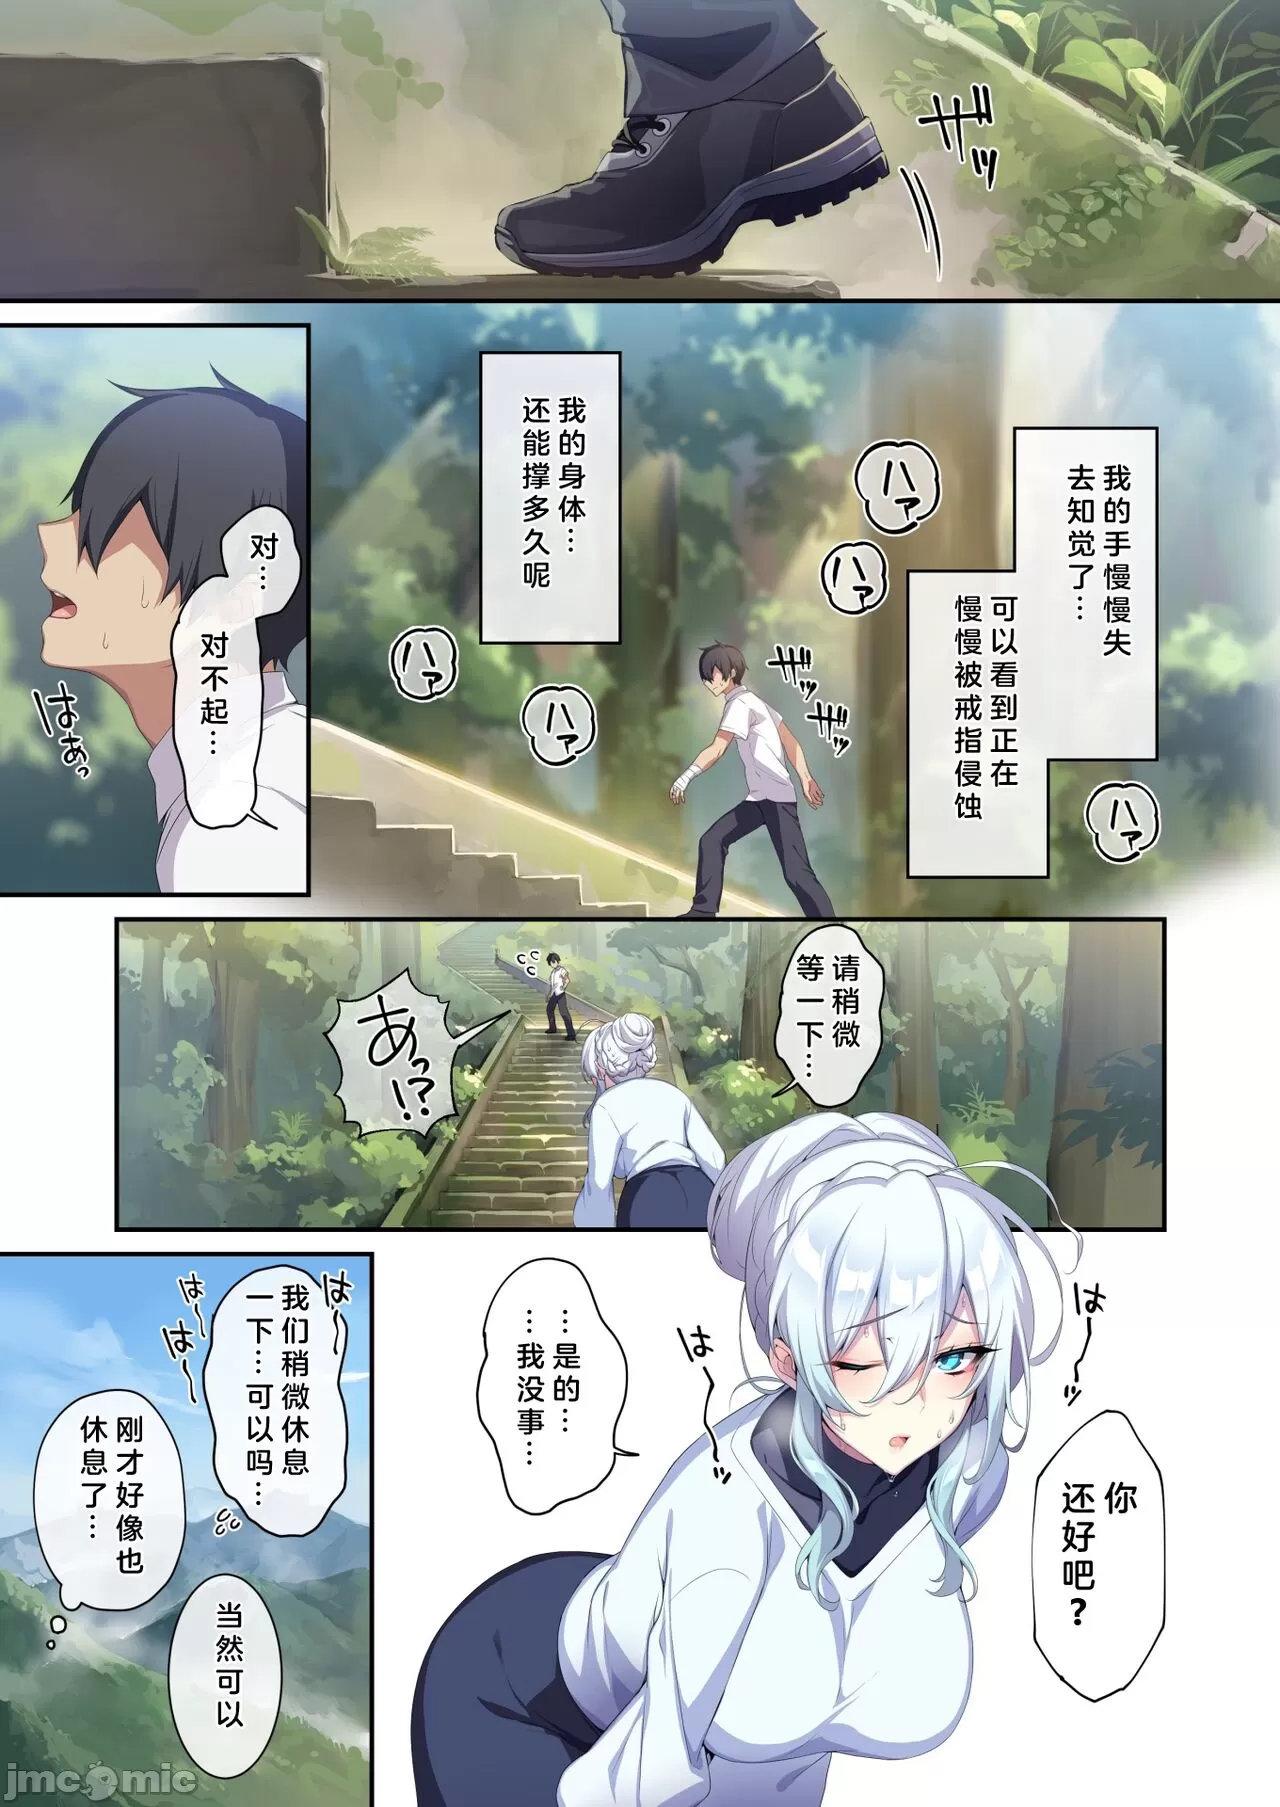 ザッ
我的手慢慢失
去知觉了…
可以看到正在
慢慢被戒指侵蚀
ハァ
ハァ
ハァ
ハァ
ハァ
ザッ
ザッ
我的身体…
还能撑多久呢
对…
对不起…
はぁっ
请稍微
等一下…
あっ!?
你
还好吧?
は～っ
は～
…是的…
…我没事…
は～
は～
は～
我们稍微休息
一下…可以吗…
刚才好像也
休息了…
当然可以
jmcomic